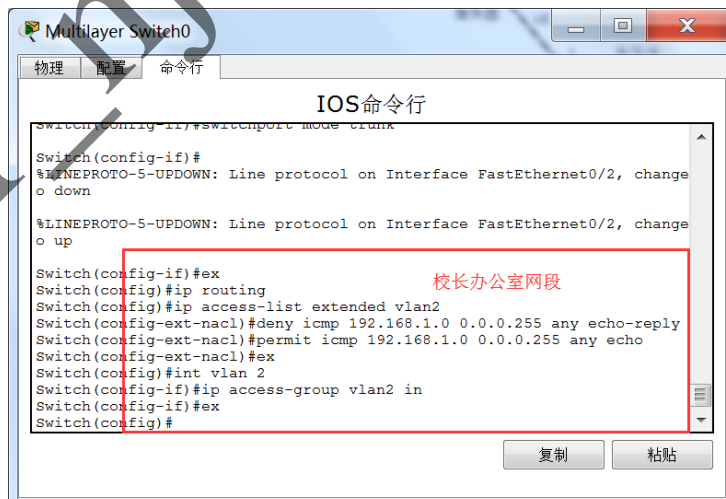 Multilayer Switch0
物理 配置 命令行
IOS命令行
Switch(config-if)#switchport mode trunk
Switch(config-if)#
%LINEPROTO-5-UPDOWN: Line protocol on Interface FastEthernet0/2, change
o down
%LINEPROTO-5-UPDOWN: Line protocol on Interface FastEthernet0/2, change
o up
Switch(config-if)#ex
校长办公室网段
Switch(config)#ip routing
Switch(config)#ip access-list extended vlan2
Switch(config-ext-nacl)#deny icmp 192.168.1.0 0.0.0.255 any echo-reply
Switch(config-ext-nacl)#permit icmp 192.168.1.0 0.0.0.255 any echo
Switch(config-ext-nacl)#ex
Switch(config)#int vlan 2
Switch(config-if)#ip access-group vlan2 in
Switch(config-if)#ex
Switch(config)#
复制 粘贴